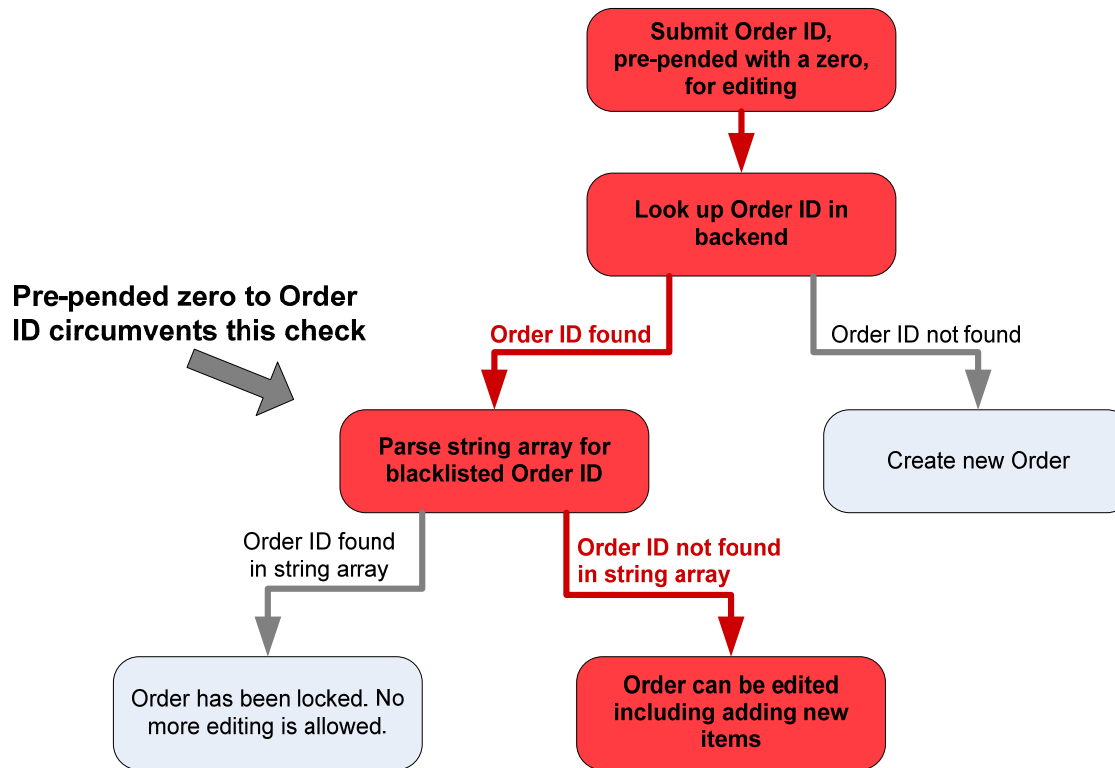 Submit Order ID,
pre-pended with a zero,
for editing
Look up Order ID in
backend
Pre-pended zero to Order
ID circumvents this check
Order ID found
Order ID not found
Parse string array for
blacklisted Order ID
Create new Order
Order ID found
in string array
Order ID not found
in string array
Order has been locked. No
more editing is allowed.
Order can be edited
including adding new
items